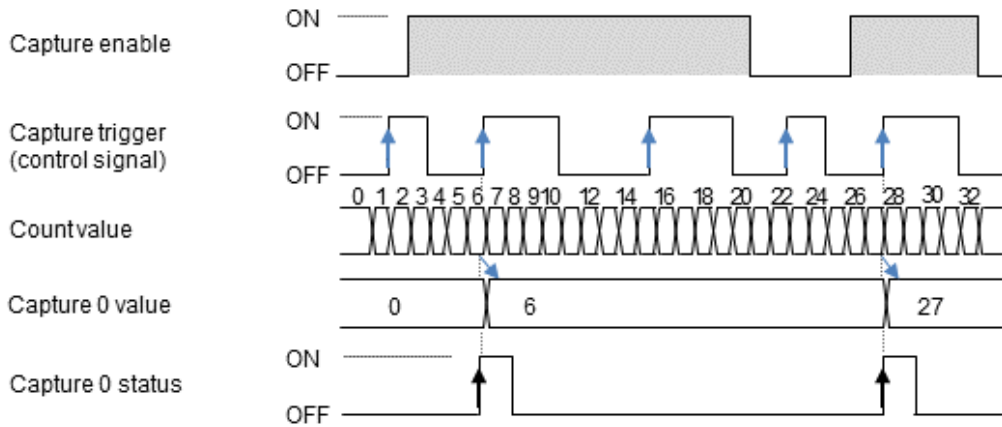 ON
Capture enable
OFF
ON
Capture trigger
(control signal)
OFF
0 1 2 3 4 5 6 7 8 9 10 12 14 16 18 20 22 24 26 28 30 32
Count value
Capture 0 value
0 6 27
ON
Capture 0 status
OFF